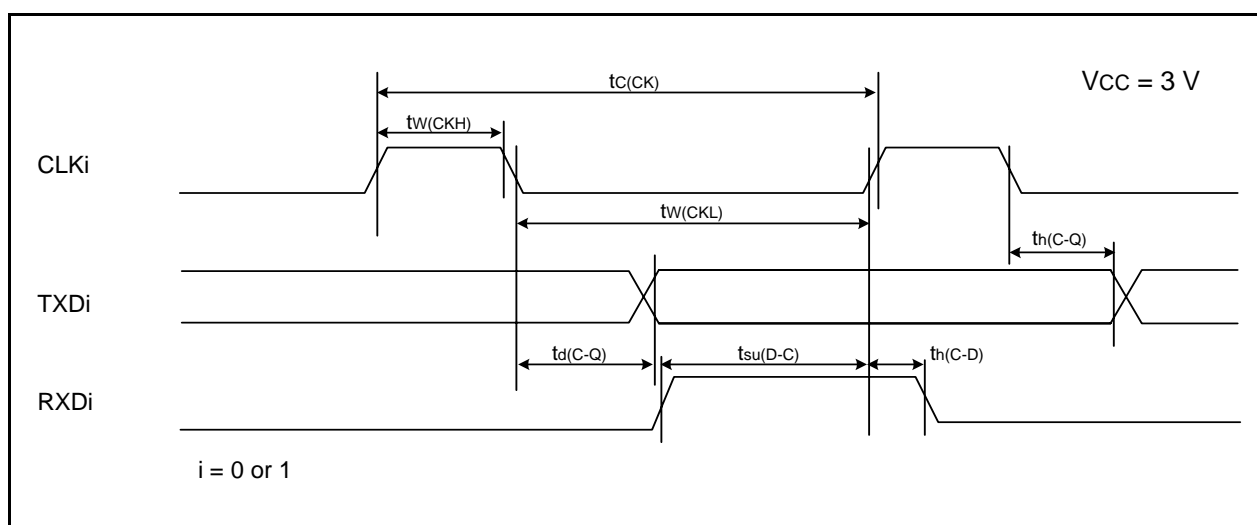 tC(CK)
VCC = 3 V
tW(CKH)
CLKi
tW(CKL)
th(C-Q)
TXDi
td(C-Q)
tsu(D-C)
th(C-D)
RXDi
i = 0 or 1